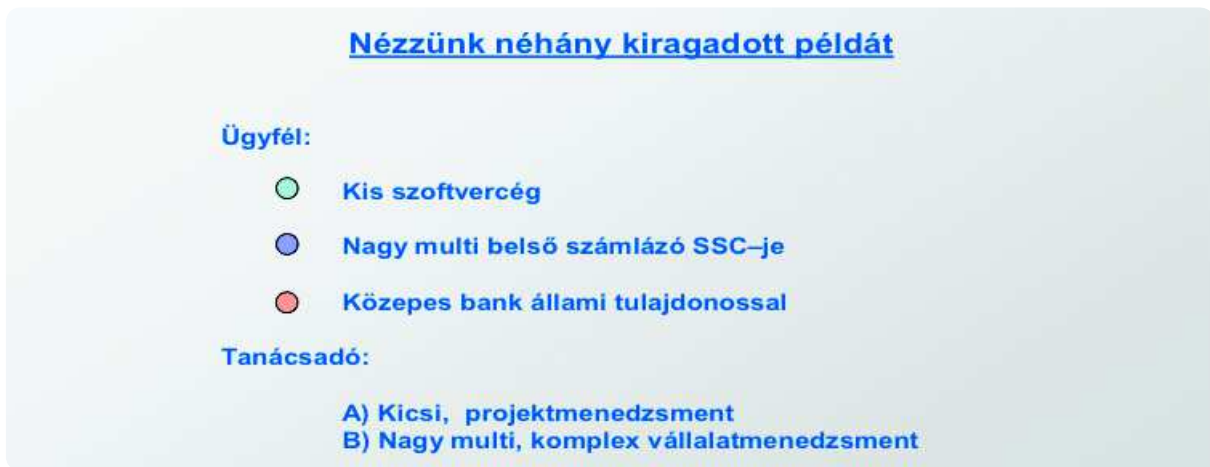 Nézzünk néhány kiragadott példát
Ügyfél:
Kis szoftvercég
Nagy multi belső számlázó SSC–je
Közepes bank állami tulajdonossal
Tanácsadó:
A) Kicsi, projektmenedzsment
B) Nagy multi, komplex vállalatmenedzsment